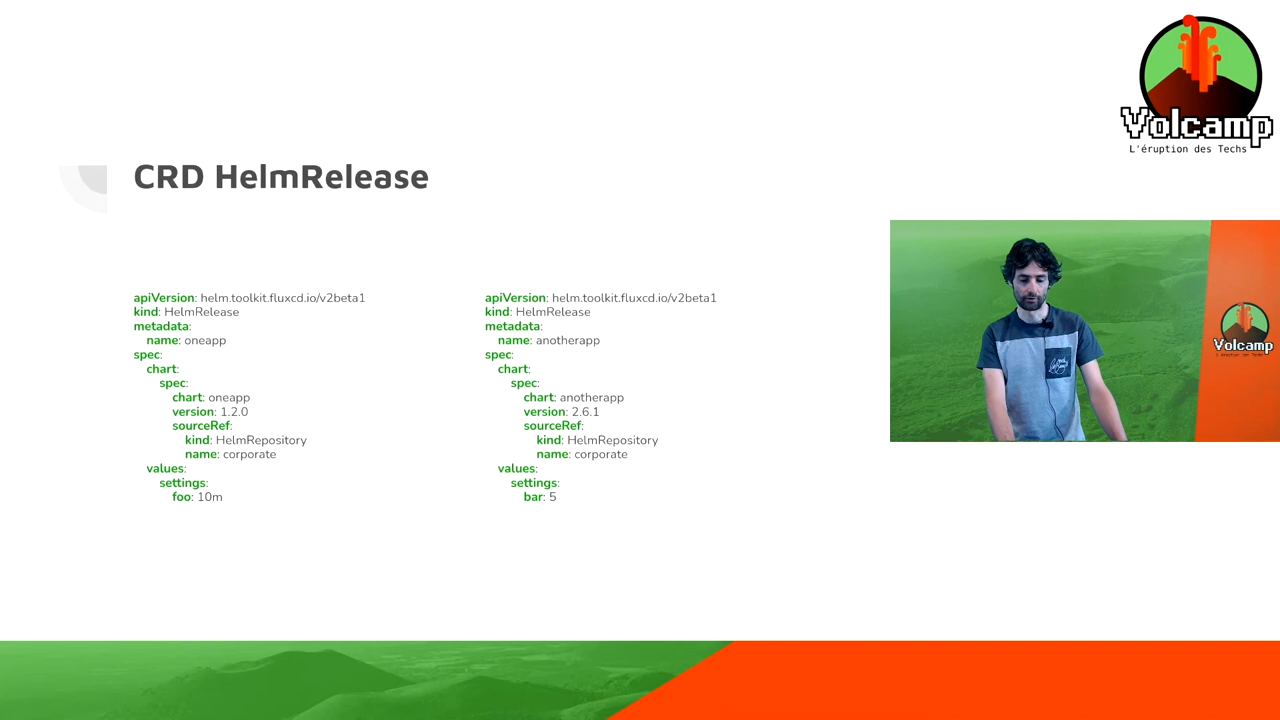 Volcamp
L'éruption des Techs
CRD HelmRelease
apiVersion: helm.toolkit.fluxcd.io/v2beta1
kind: HelmRelease
metadata:
name: oneapp
spec:
chart:
spec:
chart: oneapp
version: 1.2.0
sourceRef:
kind: HelmRepository
name: corporate
values:
settings:
foo: 10m
apiVersion: helm.toolkit.fluxcd.io/v2beta1
kind: HelmRelease
metadata:
name: anotherapp
spec:
chart:
spec:
chart: anotherapp
version: 2.6.1
sourceRef:
kind: HelmRepository
name: corporate
values:
settings:
bar: 5
Volcamp
L'éruption des Techs